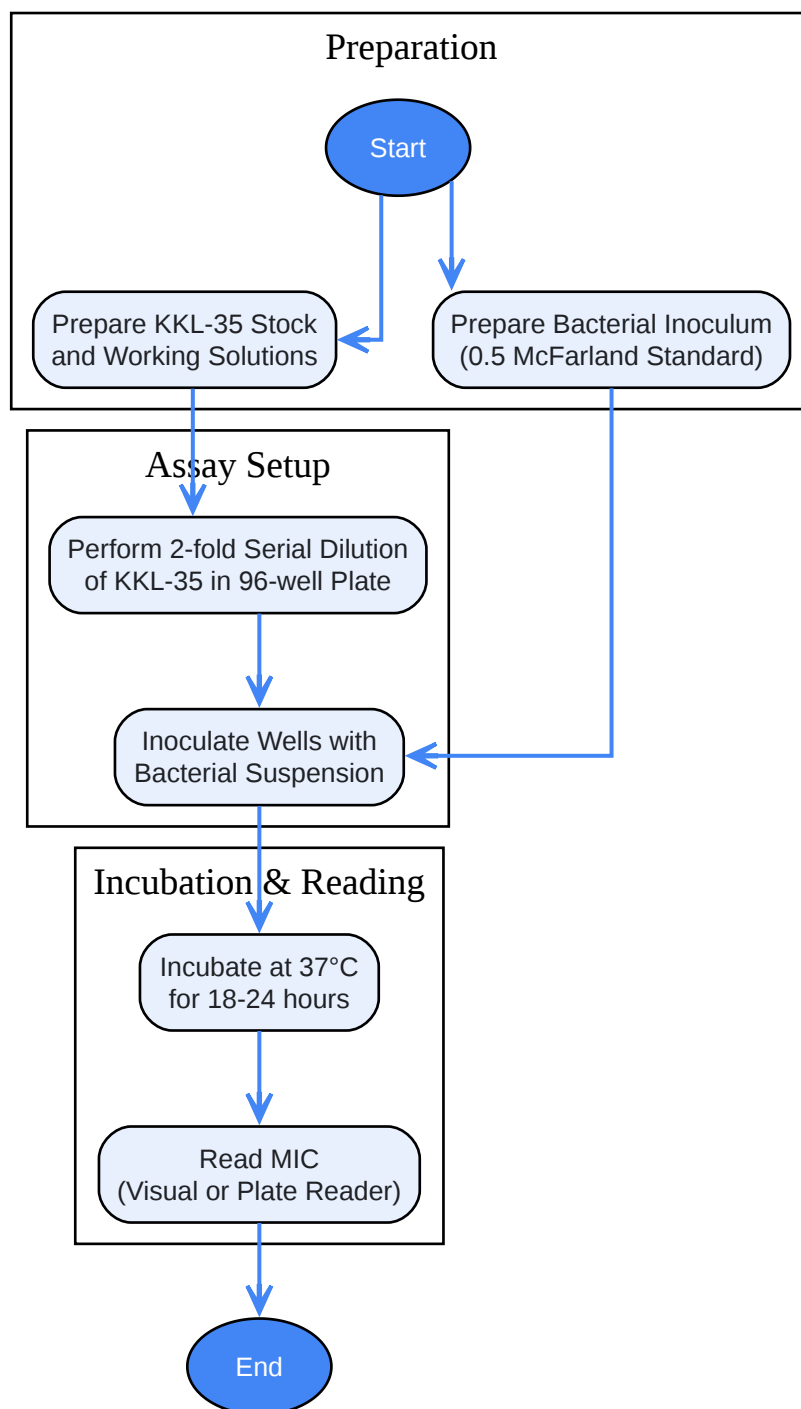 Preparation
Start
Prepare KKL-35 Stock
and Working Solutions
Prepare Bacterial Inoculum
(0.5 McFarland Standard)
Assay Setup
Perform 2-fold Serial Dilution
of KKL-35 in 96-well Plate
Inoculate Wells with
Bacterial Suspension
Incubation & Reading
Incubate at 37°C
for 18-24 hours
Read MIC
(Visual or Plate Reader)
End